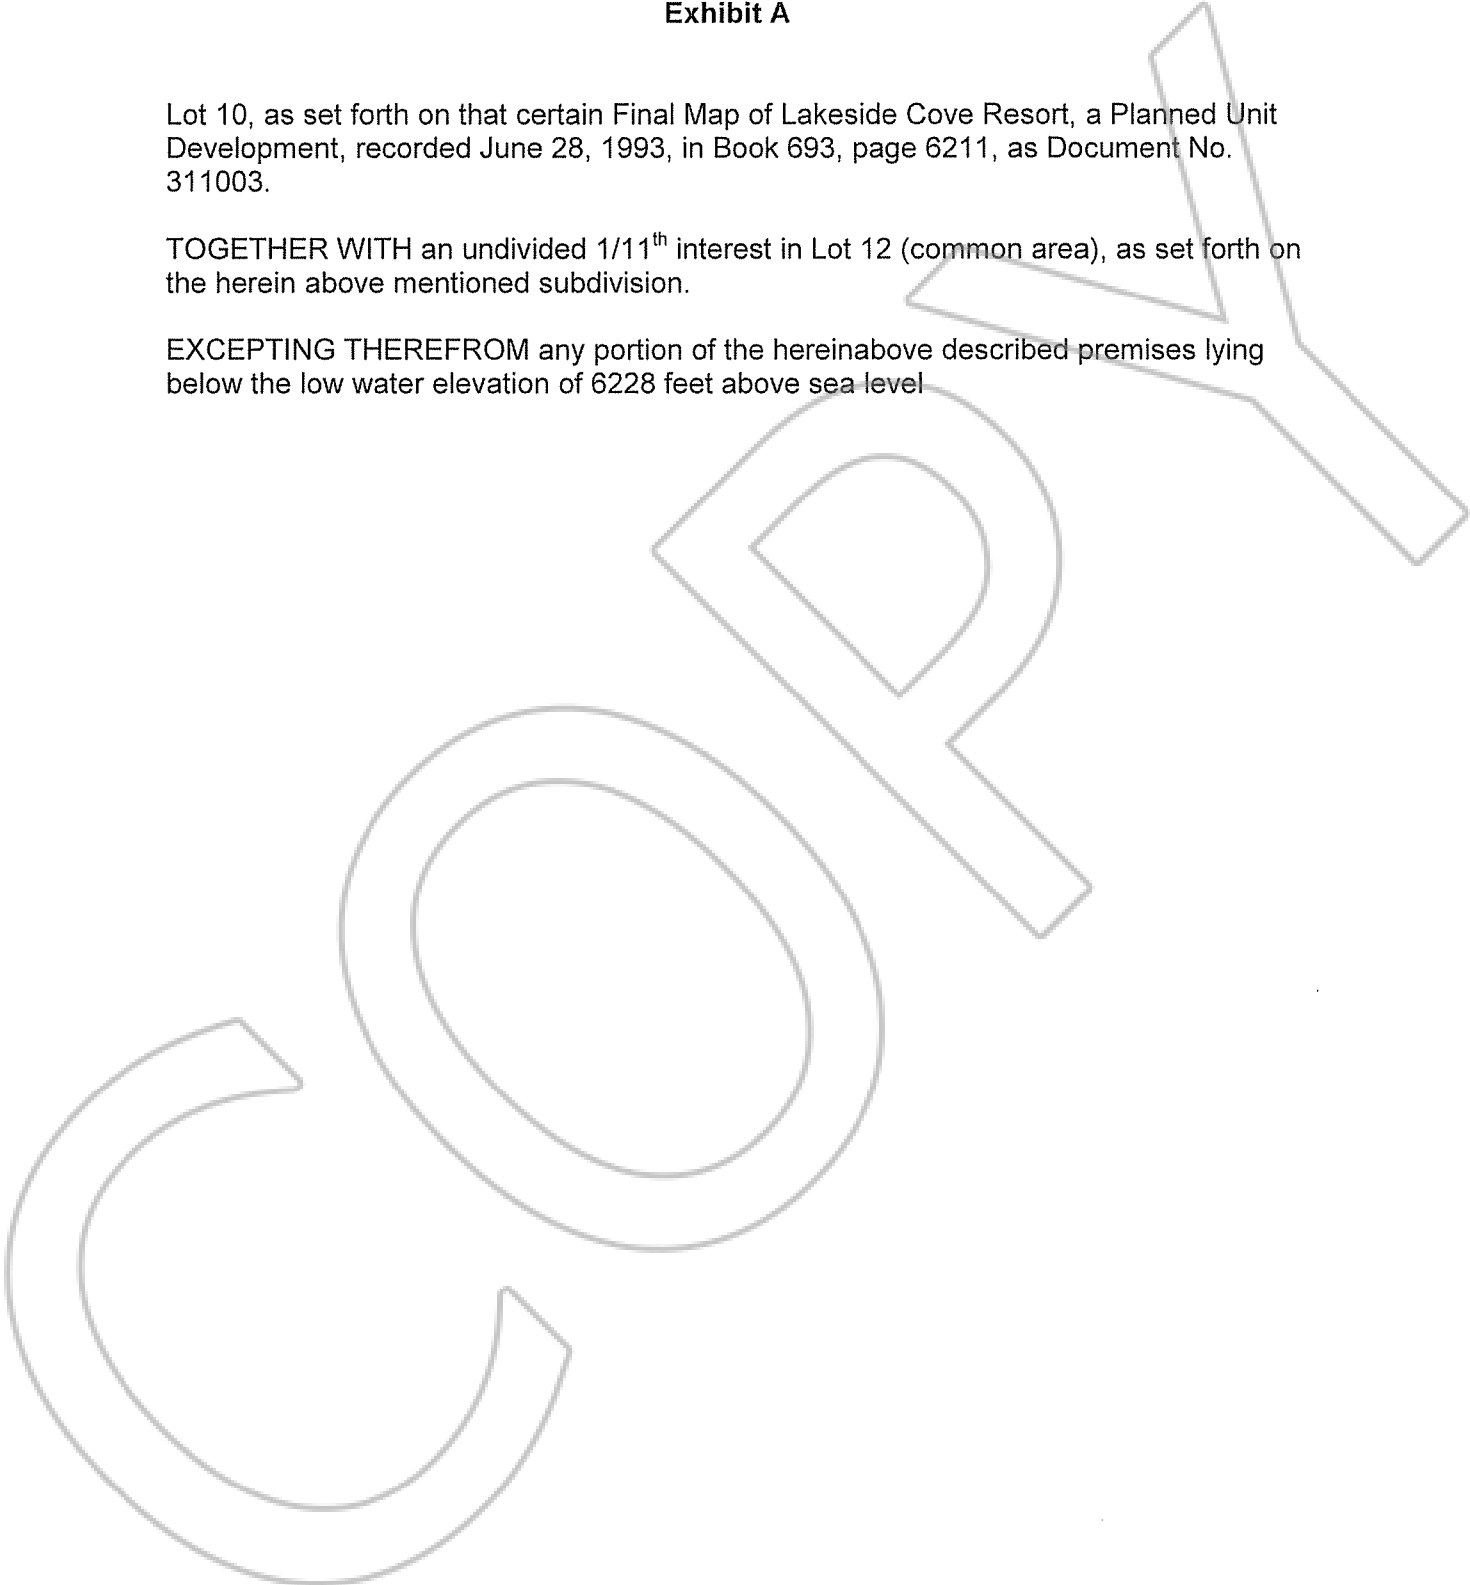 Exhibit A
Lot 10, as set forth on that certain Final Map of Lakeside Cove Resort, a Planned Unit
Development, recorded June 28, 1993, in Book 693, page 6211, as Document No.
311003.
TOGETHER WITH an undivided 1/11th interest in Lot 12 (common area), as set forth on
the herein above mentioned subdivision.
EXCEPTING THEREFROM any portion of the hereinabove described premises lying
below the low water elevation of 6228 feet above sea level
COPY